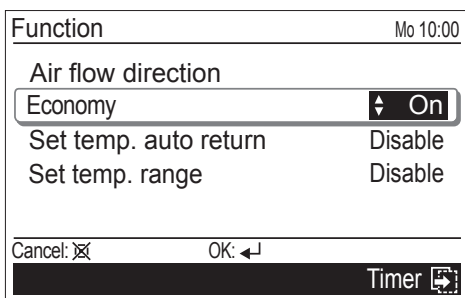 Function Mo 10:00
Air flow direction
Economy On
Set temp. auto return Disable
Set temp. range Disable
Cancel: OK:
Timer